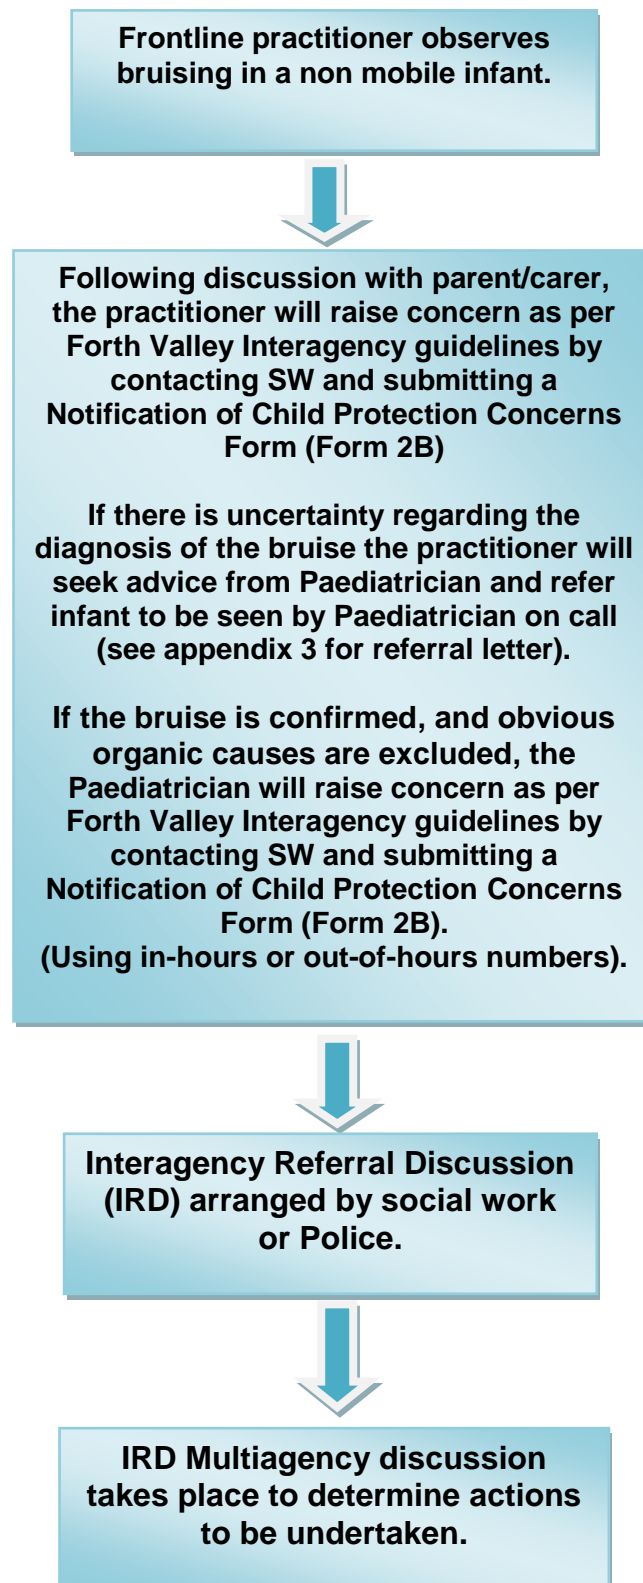 Frontline practitioner observes
bruising in a non mobile infant.
Following discussion with parent/carer,
the practitioner will raise concern as per
Forth Valley Interagency guidelines by
contacting SW and submitting a
Notification of Child Protection Concerns
Form (Form 2B)
If there is uncertainty regarding the
diagnosis of the bruise the practitioner will
seek advice from Paediatrician and refer
infant to be seen by Paediatrician on call
(see appendix 3 for referral letter).
If the bruise is confirmed, and obvious
organic causes are excluded, the
Paediatrician will raise concern as per
Forth Valley Interagency guidelines by
contacting SW and submitting a
Notification of Child Protection Concerns
Form (Form 2B).
(Using in-hours or out-of-hours numbers).
Interagency Referral Discussion
(IRD) arranged by social work
or Police.
IRD Multiagency discussion
takes place to determine actions
to be undertaken.